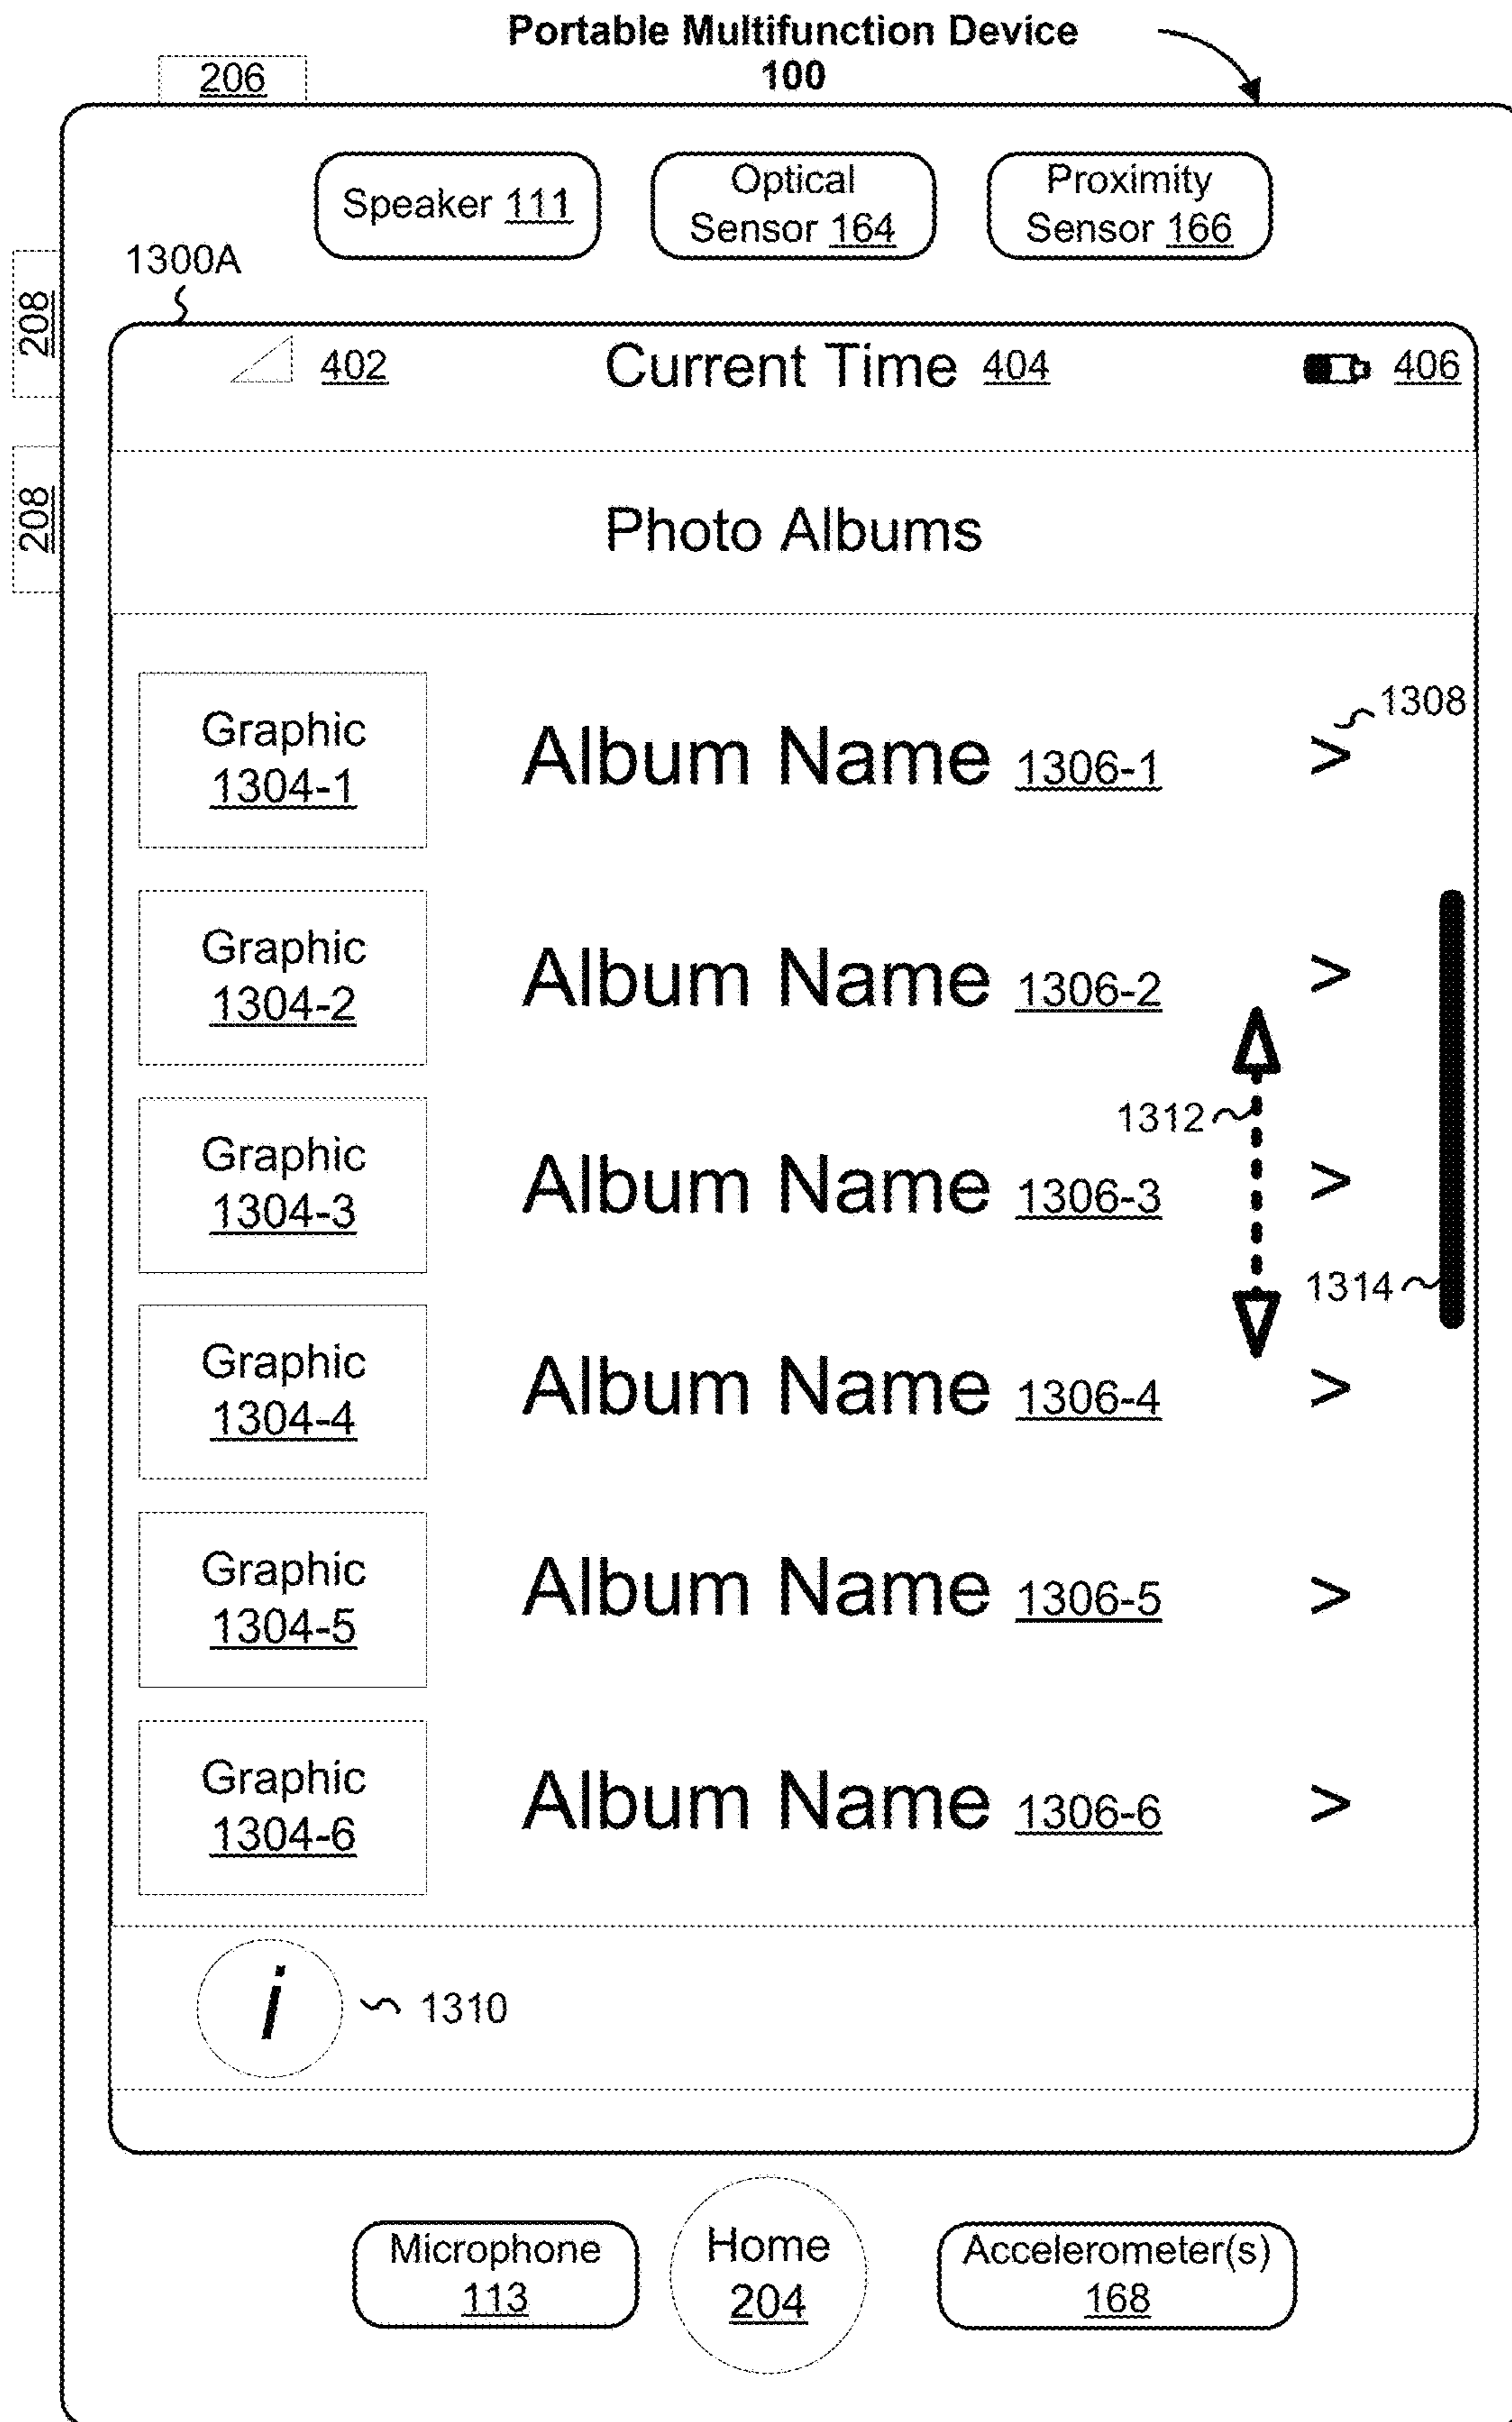 Portable Multifunction Device
100
206
Speaker 111
Optical
Sensor 164
Proximity
Sensor 166
1300A
208
208
402
Current Time 404
406
Photo Albums
Graphic
1304-1
Album Name 1306-1
>
1308
Graphic
1304-2
Album Name 1306-2
>
1312
Graphic
1304-3
Album Name 1306-3
>
1314
Graphic
1304-4
Album Name 1306-4
>
Graphic
1304-5
Album Name 1306-5
>
Graphic
1304-6
Album Name 1306-6
>
i
1310
Microphone
113
Home
204
Accelerometer(s)
168